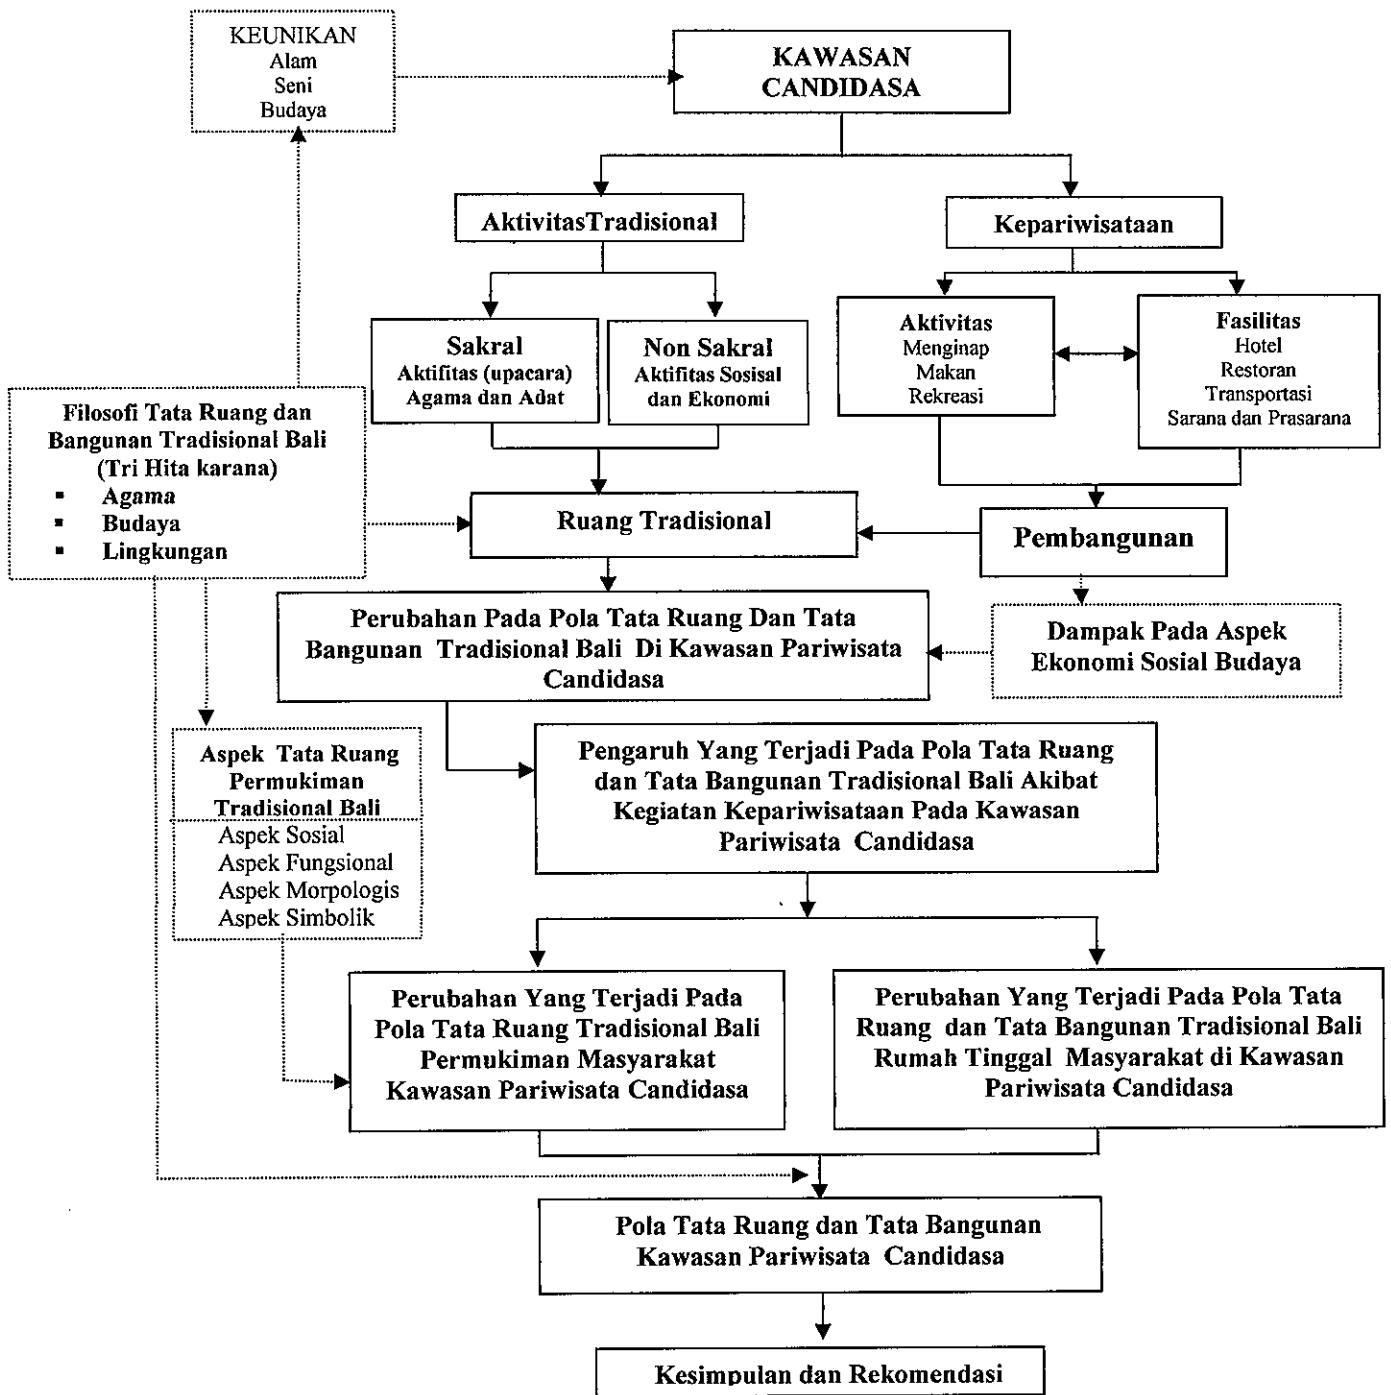 KEUNIKAN
Alam
Seni
Budaya
KAWASAN
CANDIDASA
AktivitasTradisional
Kepariwisataan
Sakral
Aktifitas (upacara)
Agama dan Adat
Non Sakral
Aktifitas Sosisal
dan Ekonomi
Aktivitas
Menginap
Makan
Rekreasi
Fasilitas
Hotel
Restoran
Transportasi
Sarana dan Prasarana
Filosofi Tata Ruang dan
Bangunan Tradisional Bali
(Tri Hita karana)
▪ Agama
▪ Budaya
▪ Lingkungan
Ruang Tradisional
Pembangunan
Perubahan Pada Pola Tata Ruang Dan Tata
Bangunan Tradisional Bali Di Kawasan Pariwisata
Candidasa
Dampak Pada Aspek
Ekonomi Sosial Budaya
Aspek Tata Ruang
Permukiman
Tradisional Bali
Aspek Sosial
Aspek Fungsional
Aspek Morpologis
Aspek Simbolik
Pengaruh Yang Terjadi Pada Pola Tata Ruang
dan Tata Bangunan Tradisional Bali Akibat
Kegiatan Kepariwisataan Pada Kawasan
Pariwisata Candidasa
Perubahan Yang Terjadi Pada
Pola Tata Ruang Tradisional Bali
Permukiman Masyarakat
Kawasan Pariwisata Candidasa
Perubahan Yang Terjadi Pada Pola Tata
Ruang dan Tata Bangunan Tradisional Bali
Rumah Tinggal Masyarakat di Kawasan
Pariwisata Candidasa
Pola Tata Ruang dan Tata Bangunan
Kawasan Pariwisata Candidasa
Kesimpulan dan Rekomendasi